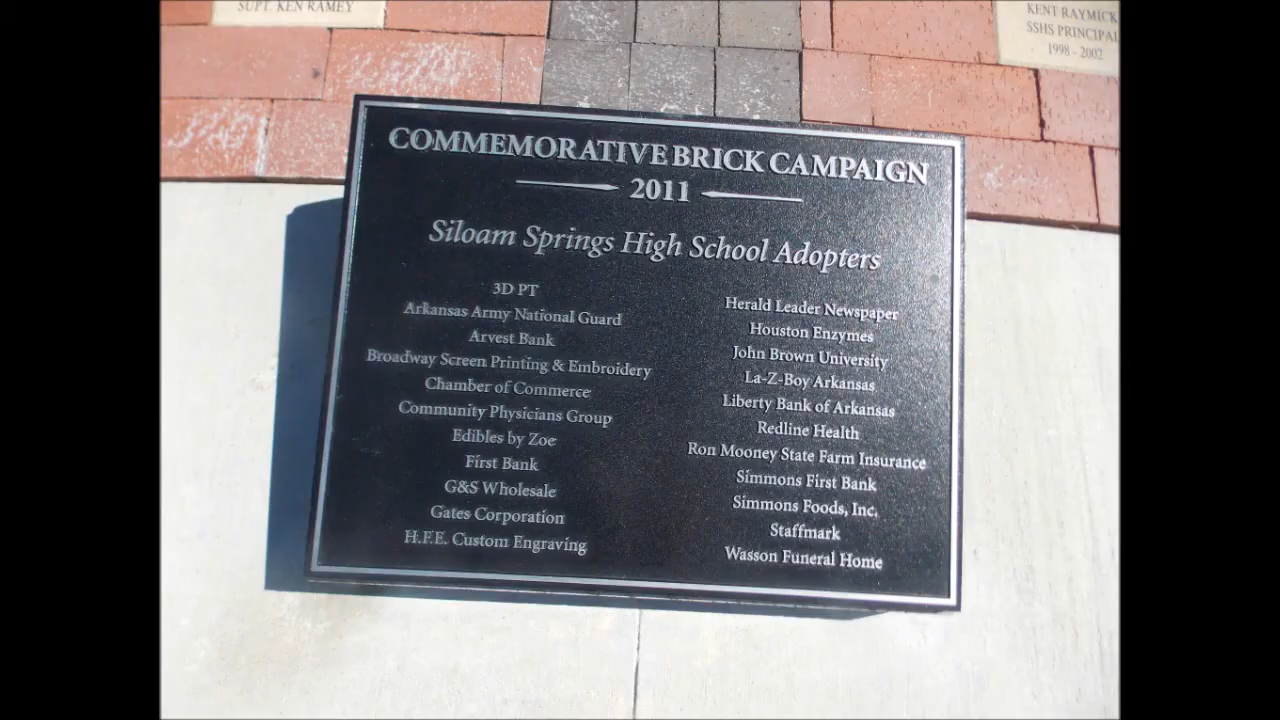 SUPT. KEN RAMEY
KENT RAYMICK
SSHS PRINCIPAL
1998 - 2002
COMMEMORATIVE BRICK CAMPAIGN
2011
Siloam Springs High School Adopters
3D PT
Arkansas Army National Guard
Arvest Bank
Broadway Screen Printing & Embroidery
Chamber of Commerce
Community Physicians Group
Edibles by Zoe
First Bank
G&S Wholesale
Gates Corporation
H.F.E. Custom Engraving
Herald Leader Newspaper
Houston Enzymes
John Brown University
La-Z-Boy Arkansas
Liberty Bank of Arkansas
Redline Health
Ron Mooney State Farm Insurance
Simmons First Bank
Simmons Foods, Inc.
Staffmark
Wasson Funeral Home